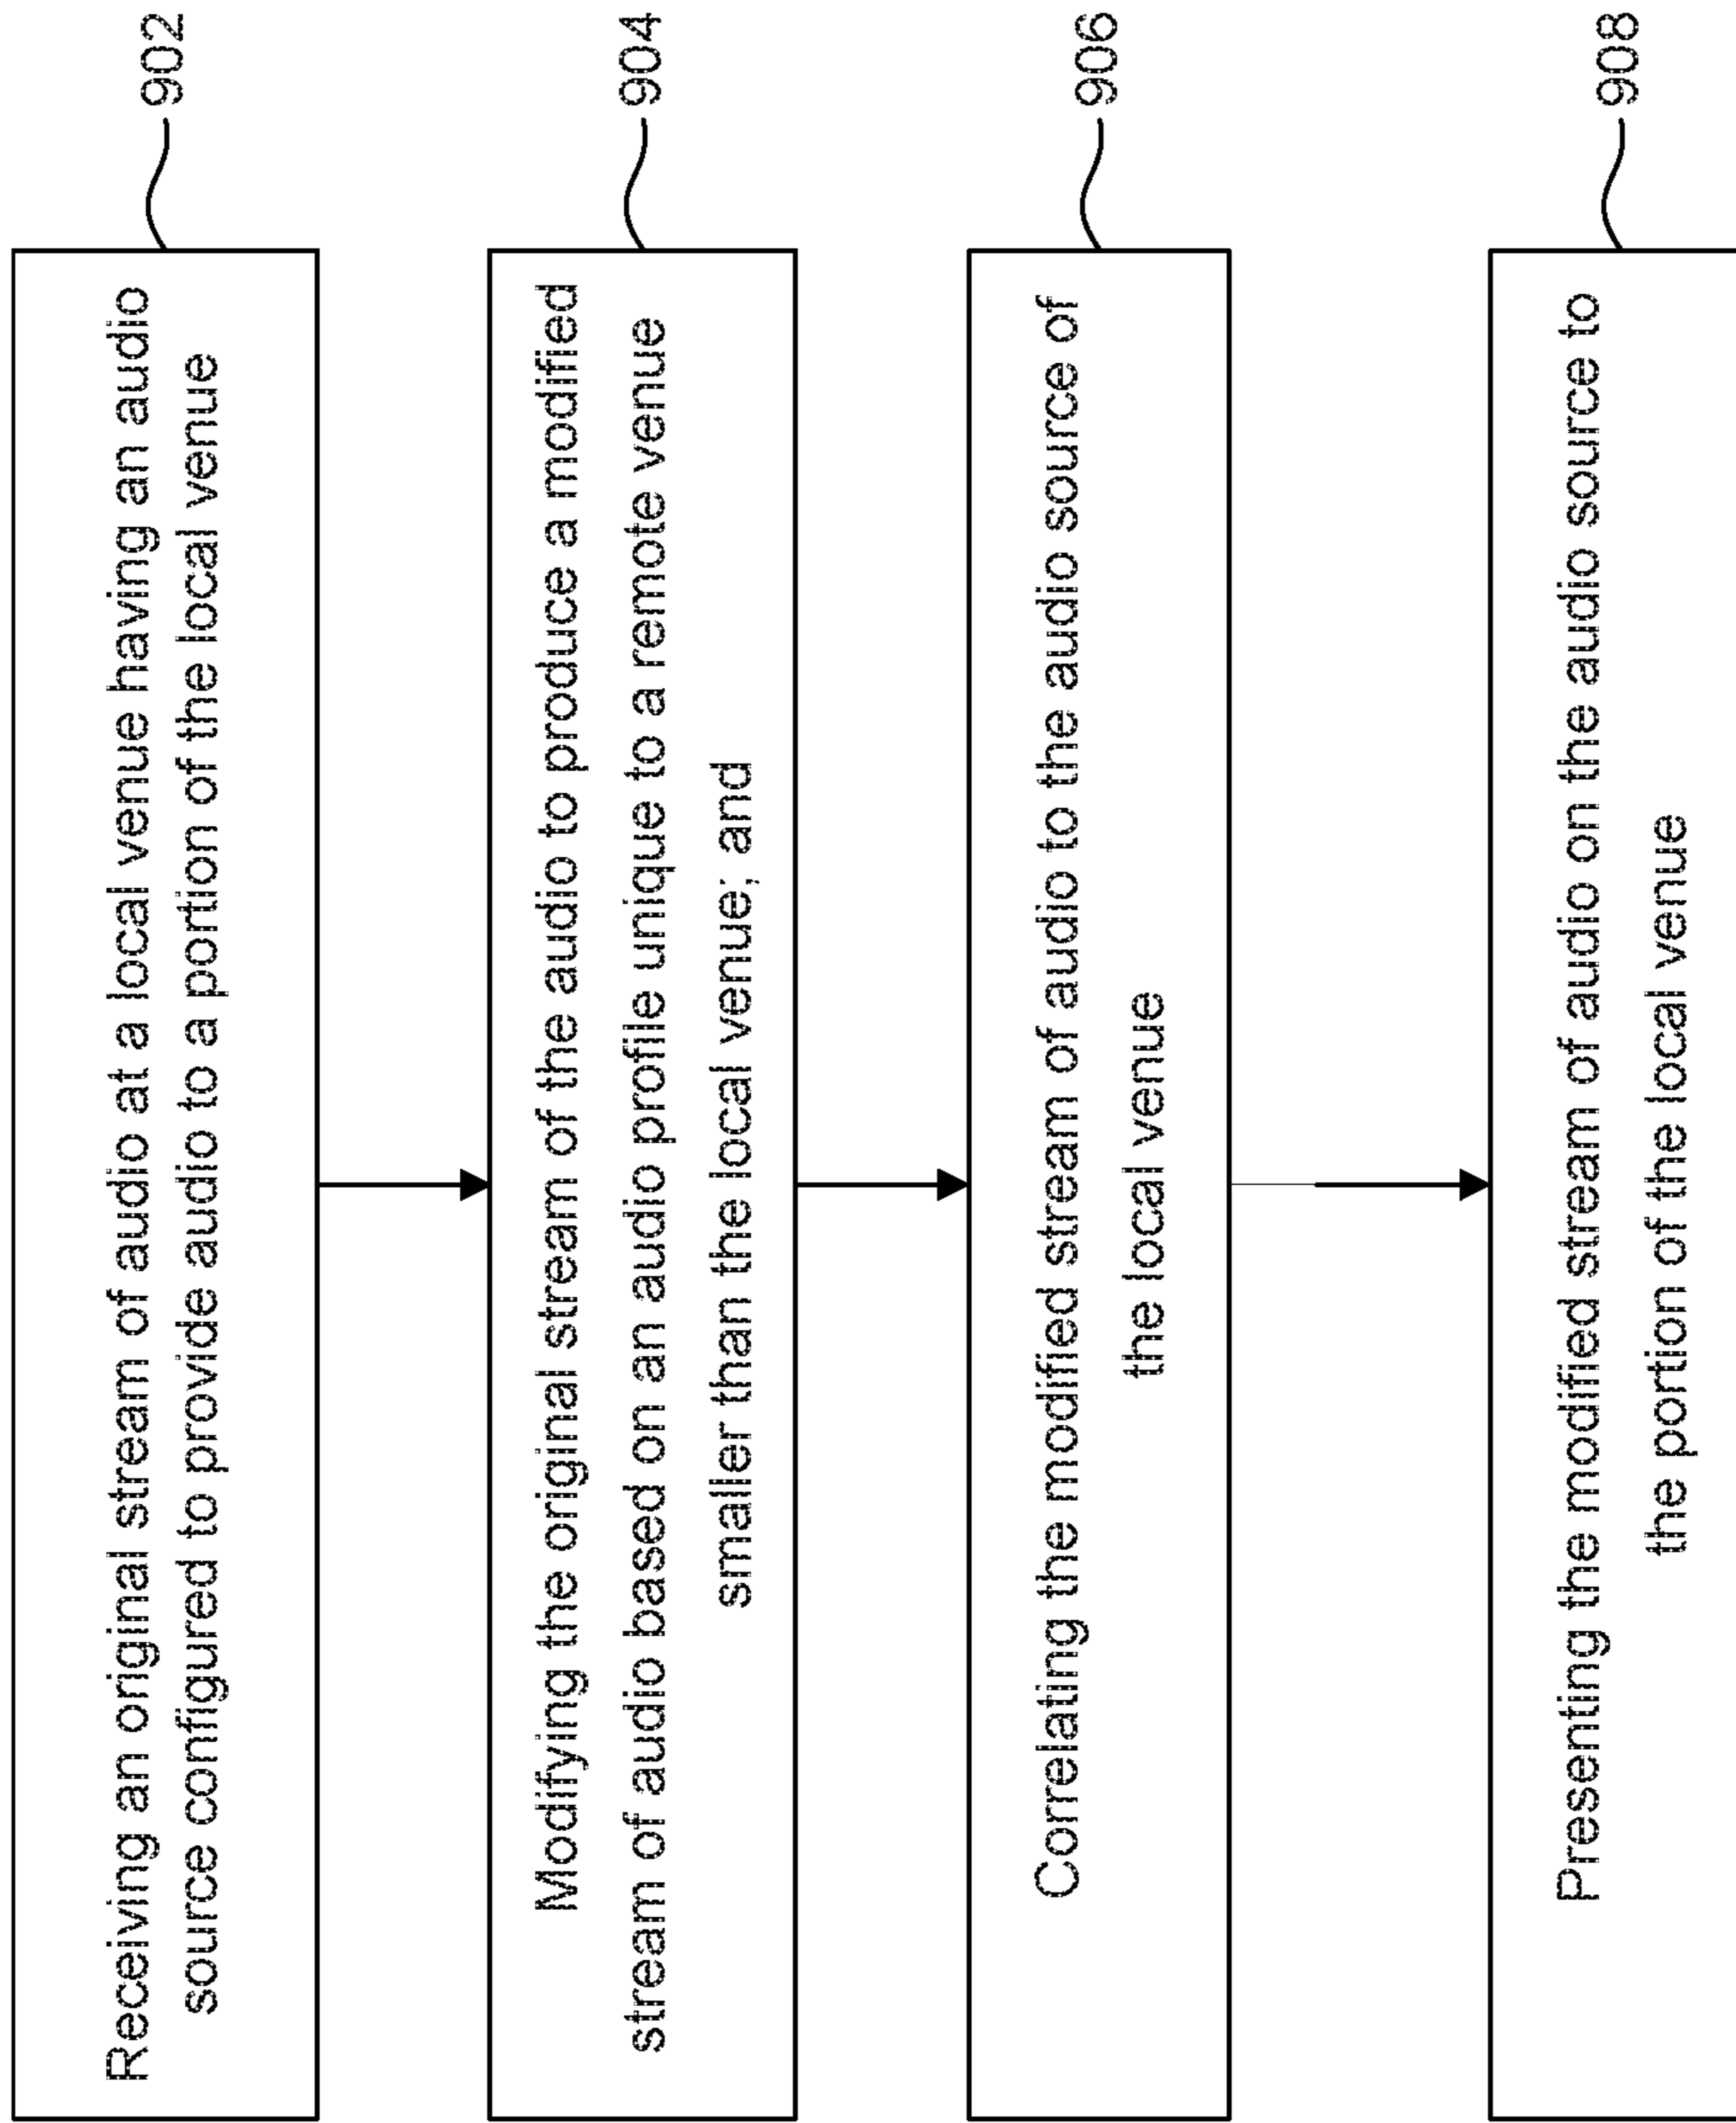 Receiving an original stream of audio at a local venue having an audio
source configured to provide audio to a portion of the local venue
902
Modifying the original stream of the audio to produce a modified
stream of audio based on an audio profile unique to a remote venue
smaller than the local venue; and
904
Correlating the modified stream of audio to the audio source of
the local venue
906
Presenting the modified stream of audio on the audio source to
the portion of the local venue
908